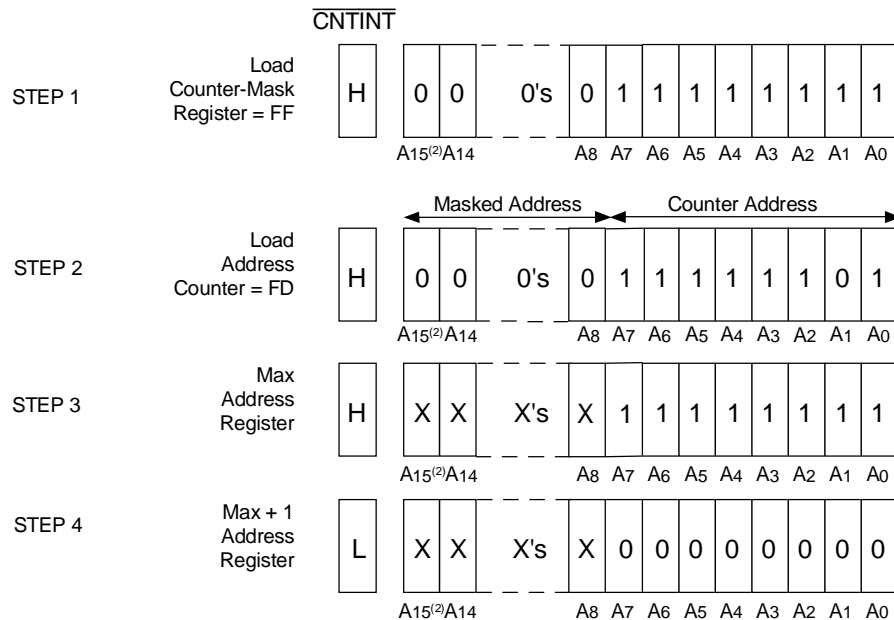 CNTINT
Load
Counter-Mask
Register = FF
STEP 1
H 0 0 0's 0 1 1 1 1 1 1 1 1
A15(2) A14 A8 A7 A6 A5 A4 A3 A2 A1 A0
Masked Address Counter Address
Load
Address
Counter = FD
STEP 2
H 0 0 0's 0 1 1 1 1 1 1 0 1
A15(2) A14 A8 A7 A6 A5 A4 A3 A2 A1 A0
Max
Address
Register
STEP 3
H X X X's X 1 1 1 1 1 1 1 1
A15(2) A14 A8 A7 A6 A5 A4 A3 A2 A1 A0
Max + 1
Address
Register
STEP 4
L X X X's X 0 0 0 0 0 0 0 0
A15(2) A14 A8 A7 A6 A5 A4 A3 A2 A1 A0